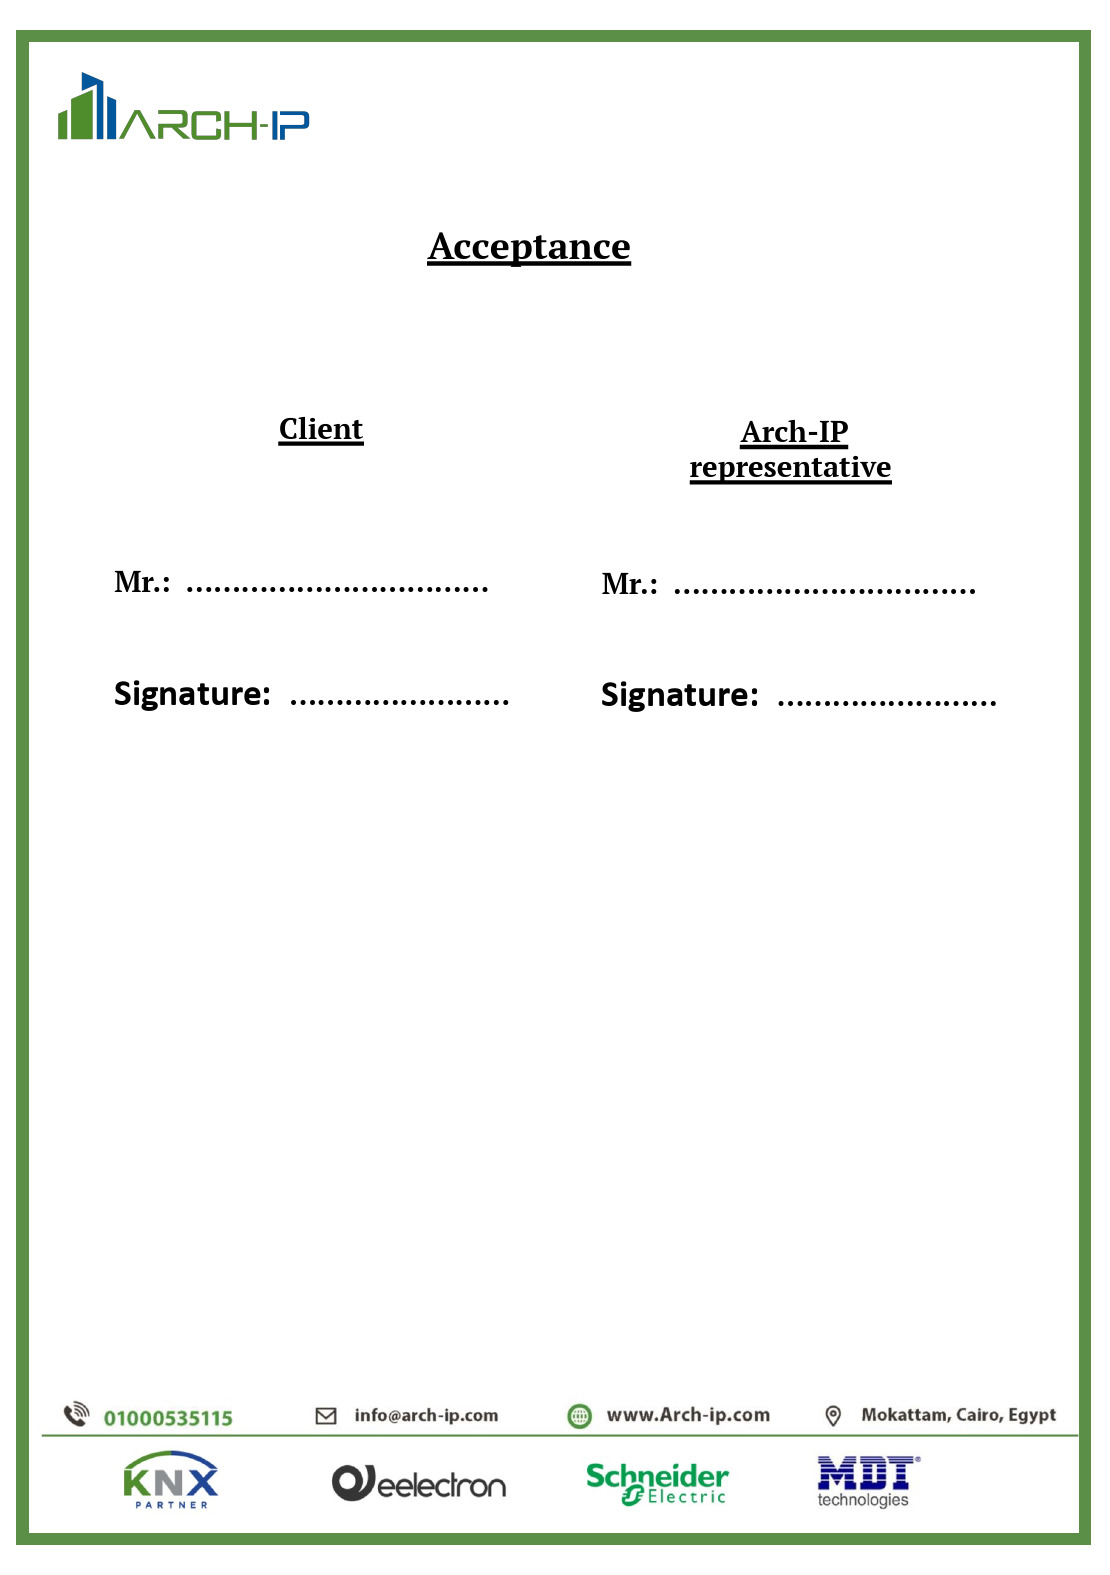 ARCH-IP
Acceptance
Client
Arch-IP
representative
Mr.: .................................
Mr.: .................................
Signature: ........................
Signature: ........................
01000535115
info@arch-ip.com
www.Arch-ip.com
Mokattam, Cairo, Egypt
KNX
PARTNER
eelectron
Schneider
Electric
MDT®
technologies